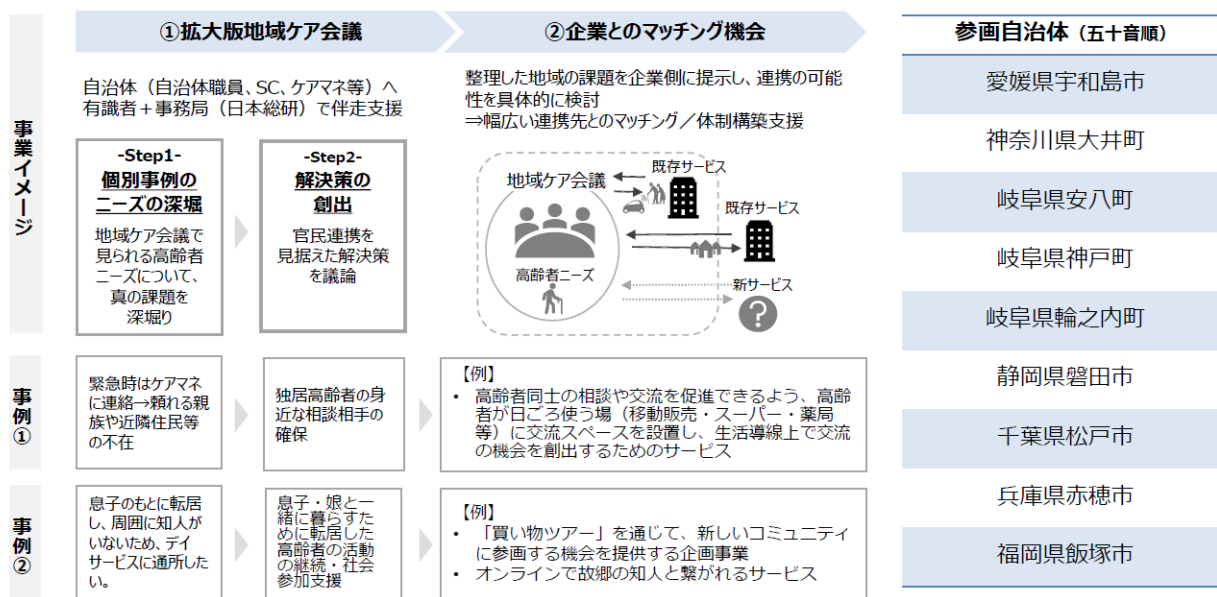 ①拡大版地域ケア会議
②企業とのマッチング機会
事業イメージ
自治体（自治体職員、SC、ケアマネ等）へ
有識者＋事務局（日本総研）で伴走支援
整理した地域の課題を企業側に提示し、連携の可能
性を具体的に検討
⇒幅広い連携先とのマッチング／体制構築支援
-Step1-
個別事例の
ニーズの深堀
地域ケア会議で
見られる高齢者
ニーズについて、
真の課題を
深堀り
-Step2-
解決策の
創出
官民連携を
見据えた解決策
を議論
地域ケア会議
高齢者ニーズ
既存サービス
既存サービス
新サービス
?
事例①
緊急時はケアマネ
に連絡→頼れる親
族や近隣住民等
の不在
独居高齢者の身
近な相談相手の
確保
【例】
• 高齢者同士の相談や交流を促進できるよう、高齢
者が日ごろ使う場（移動販売・スーパー・薬局
等）に交流スペースを設置し、生活導線上で交流
の機会を創出するためのサービス
事例②
息子のもとに転居
し、周囲に知人が
いないため、デイ
サービスに通所した
い。
息子・娘と一
緒に暮らすた
めに転居した
高齢者の活動
の継続・社会
参加支援
【例】
• 「買い物ツアー」を通じて、新しいコミュニティ
に参画する機会を提供する企画事業
• オンラインで故郷の知人と繋がれるサービス
参画自治体（五十音順）
愛媛県宇和島市
神奈川県大井町
岐阜県安八町
岐阜県神戸町
岐阜県輪之内町
静岡県磐田市
千葉県松戸市
兵庫県赤穂市
福岡県飯塚市